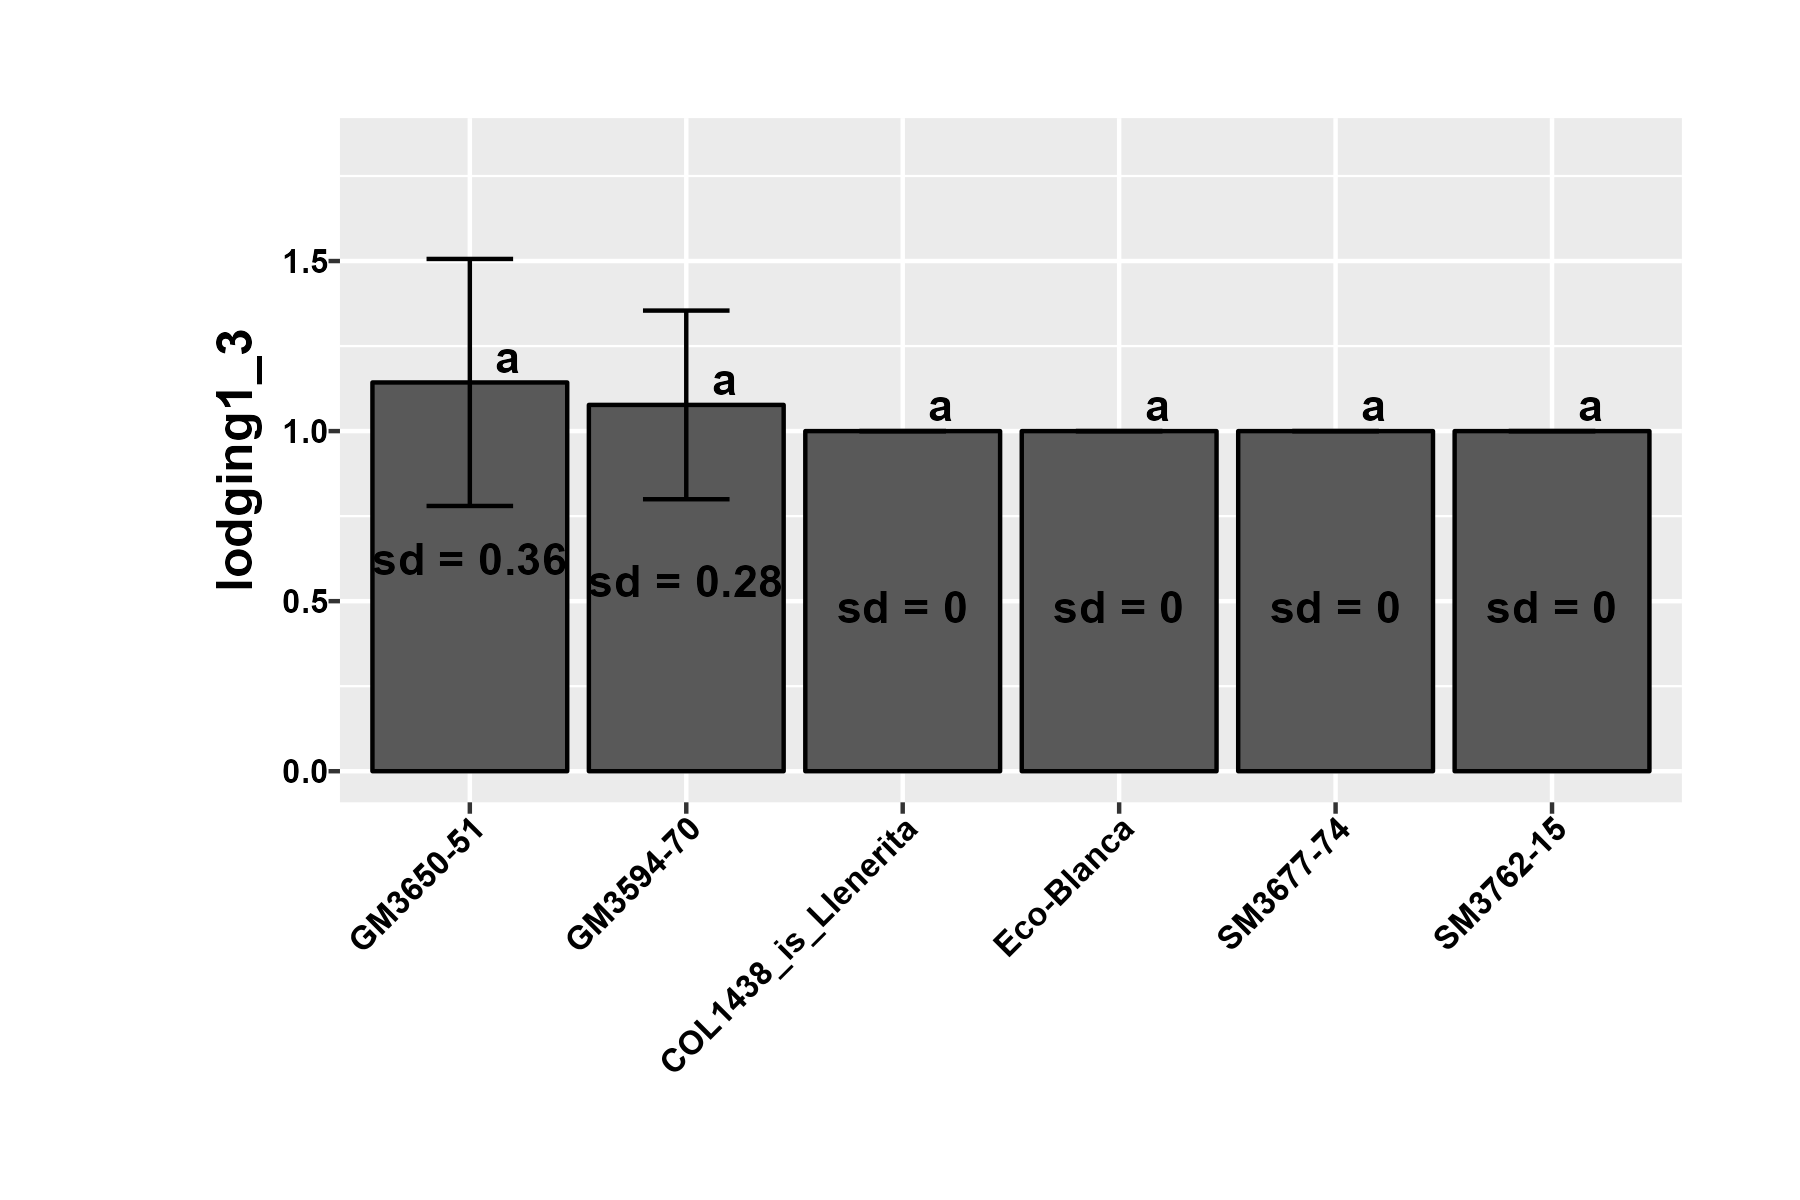 lodging1_3
1.5
1.0
0.5
0.0
a
a
a
a
a
a
sd = 0.36
sd = 0.28
sd = 0
sd = 0
sd = 0
sd = 0
GM3650-51
GM3594-70
COL1438_is_Llenerita
Eco-Blanca
SM3677-74
SM3762-15